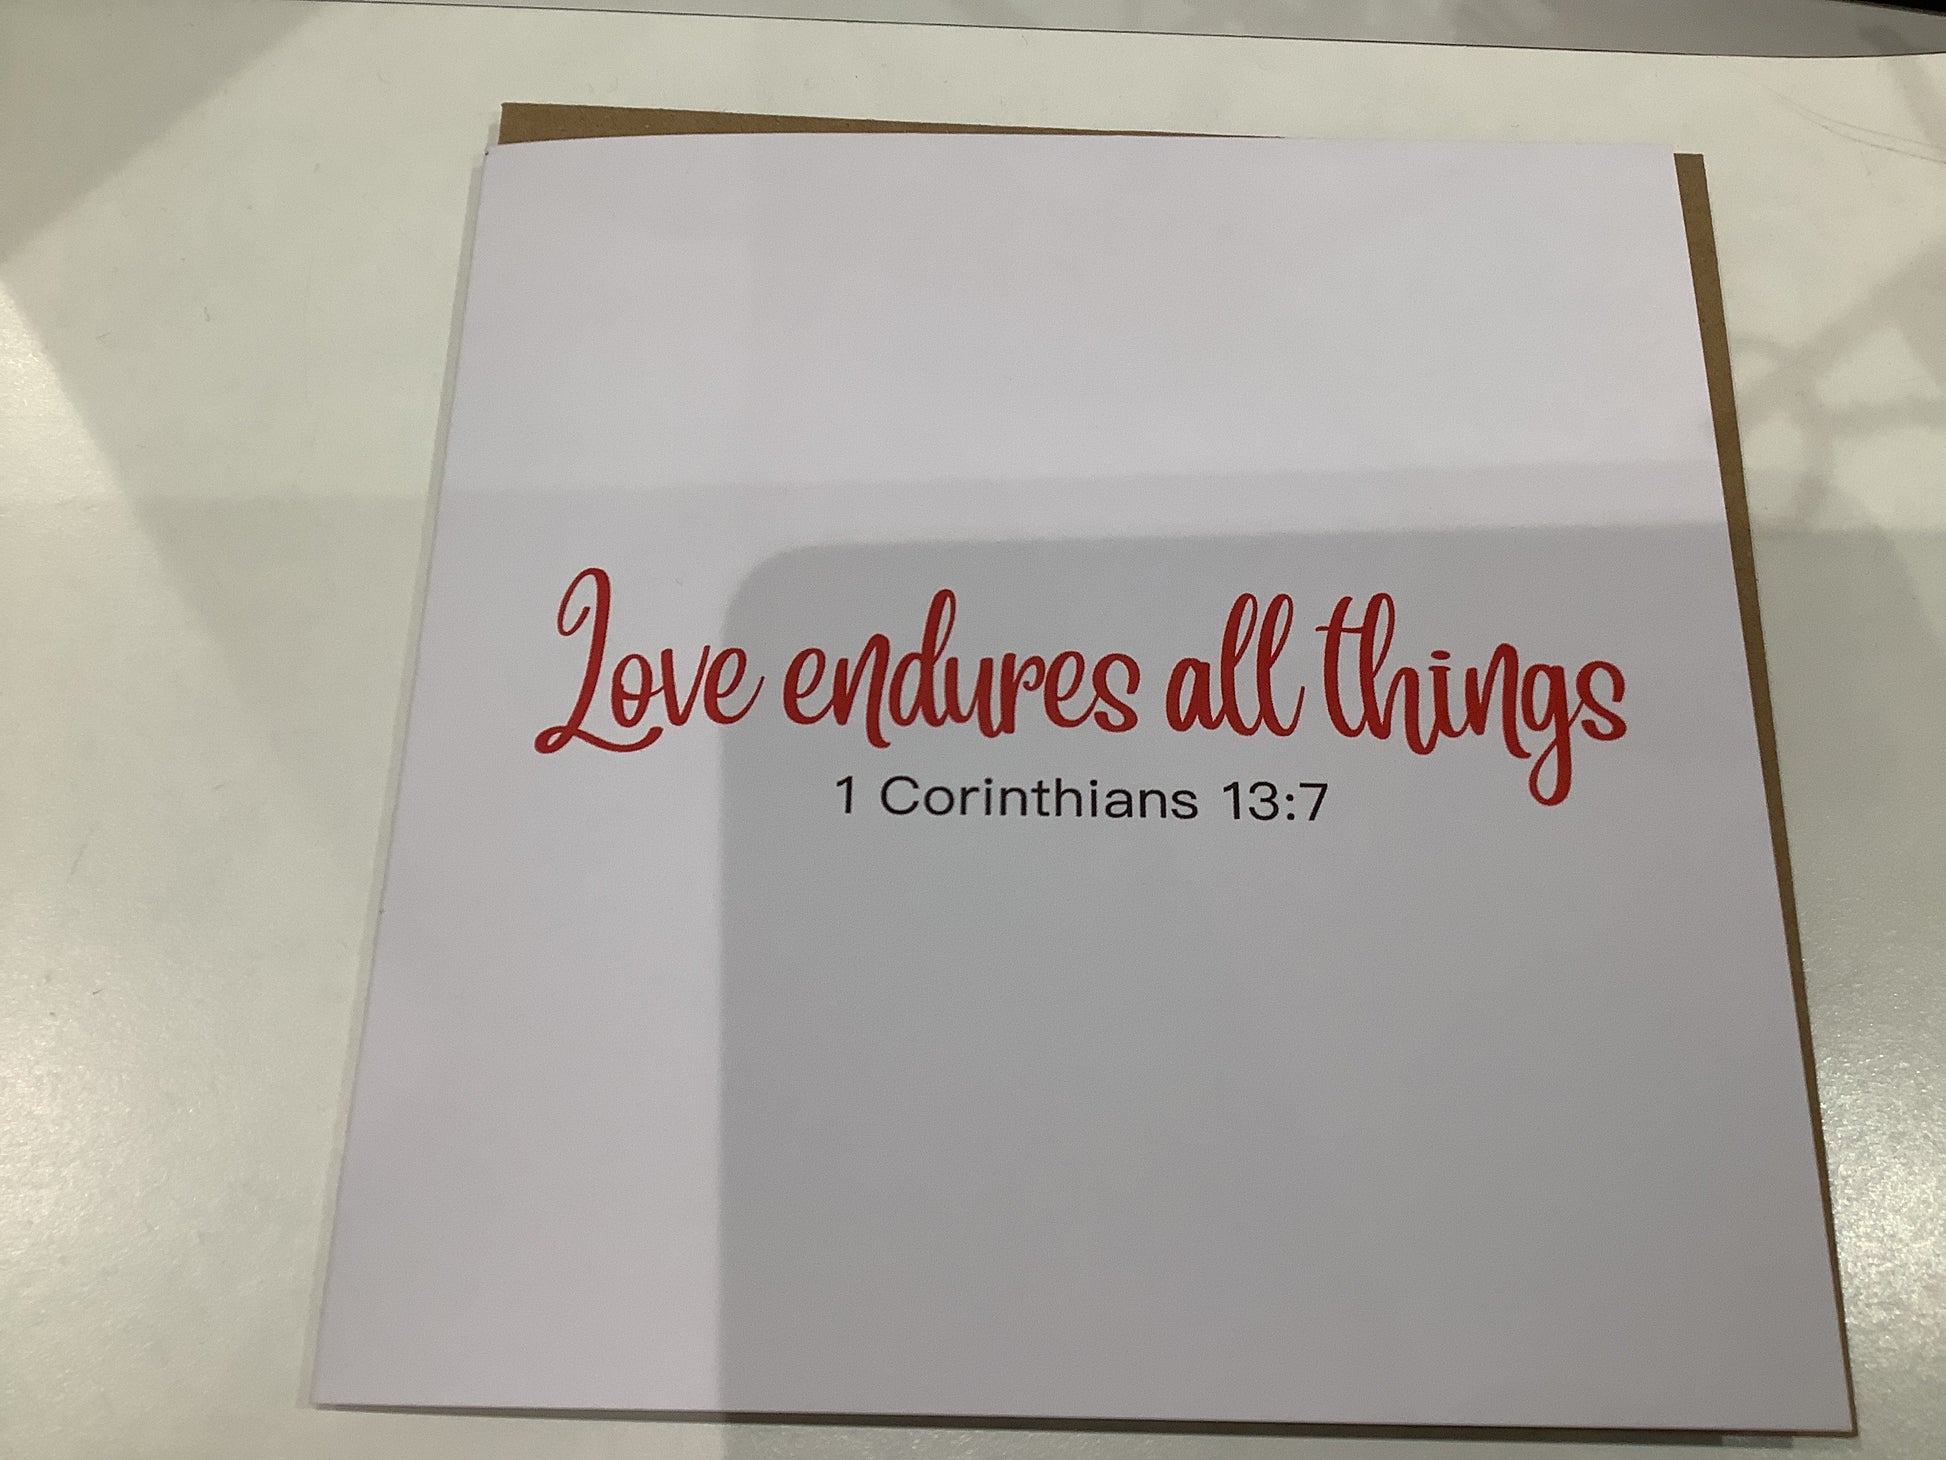 Love endures all things
1 Corinthians 13:7